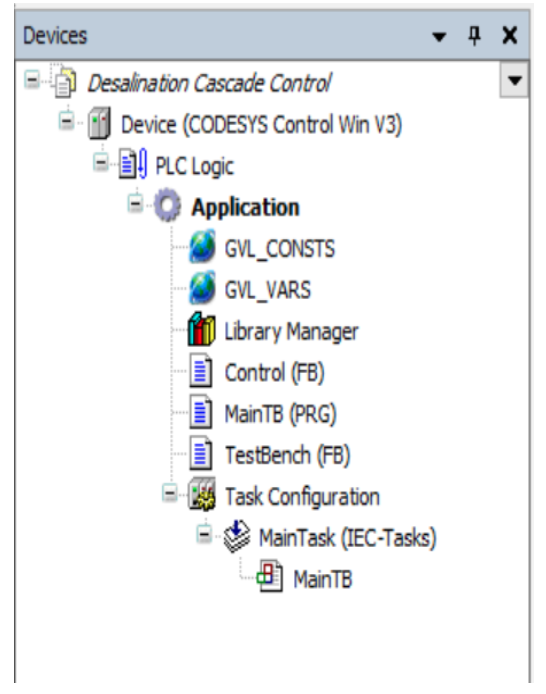 Devices
Desalination Cascade Control
Device (CODESYS Control Win V3)
PLC Logic
Application
GVL_CONSTS
GVL_VARS
Library Manager
Control (FB)
MainTB (PRG)
TestBench (FB)
Task Configuration
MainTask (IEC-Tasks)
MainTB